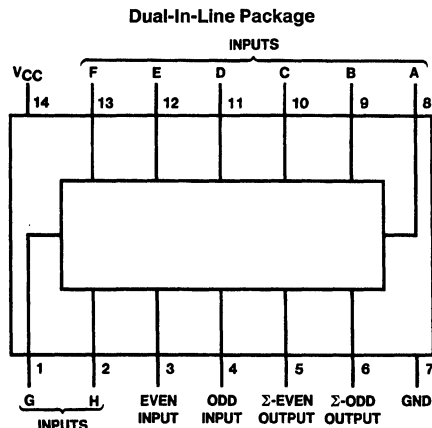 Dual-In-Line Package
INPUTS
VCC F E D C B A
14 13 12 11 10 9 8
1 2 3 4 5 6 7
G H EVEN INPUT ODD INPUT Σ-EVEN OUTPUT Σ-ODD OUTPUT GND
INPUTS